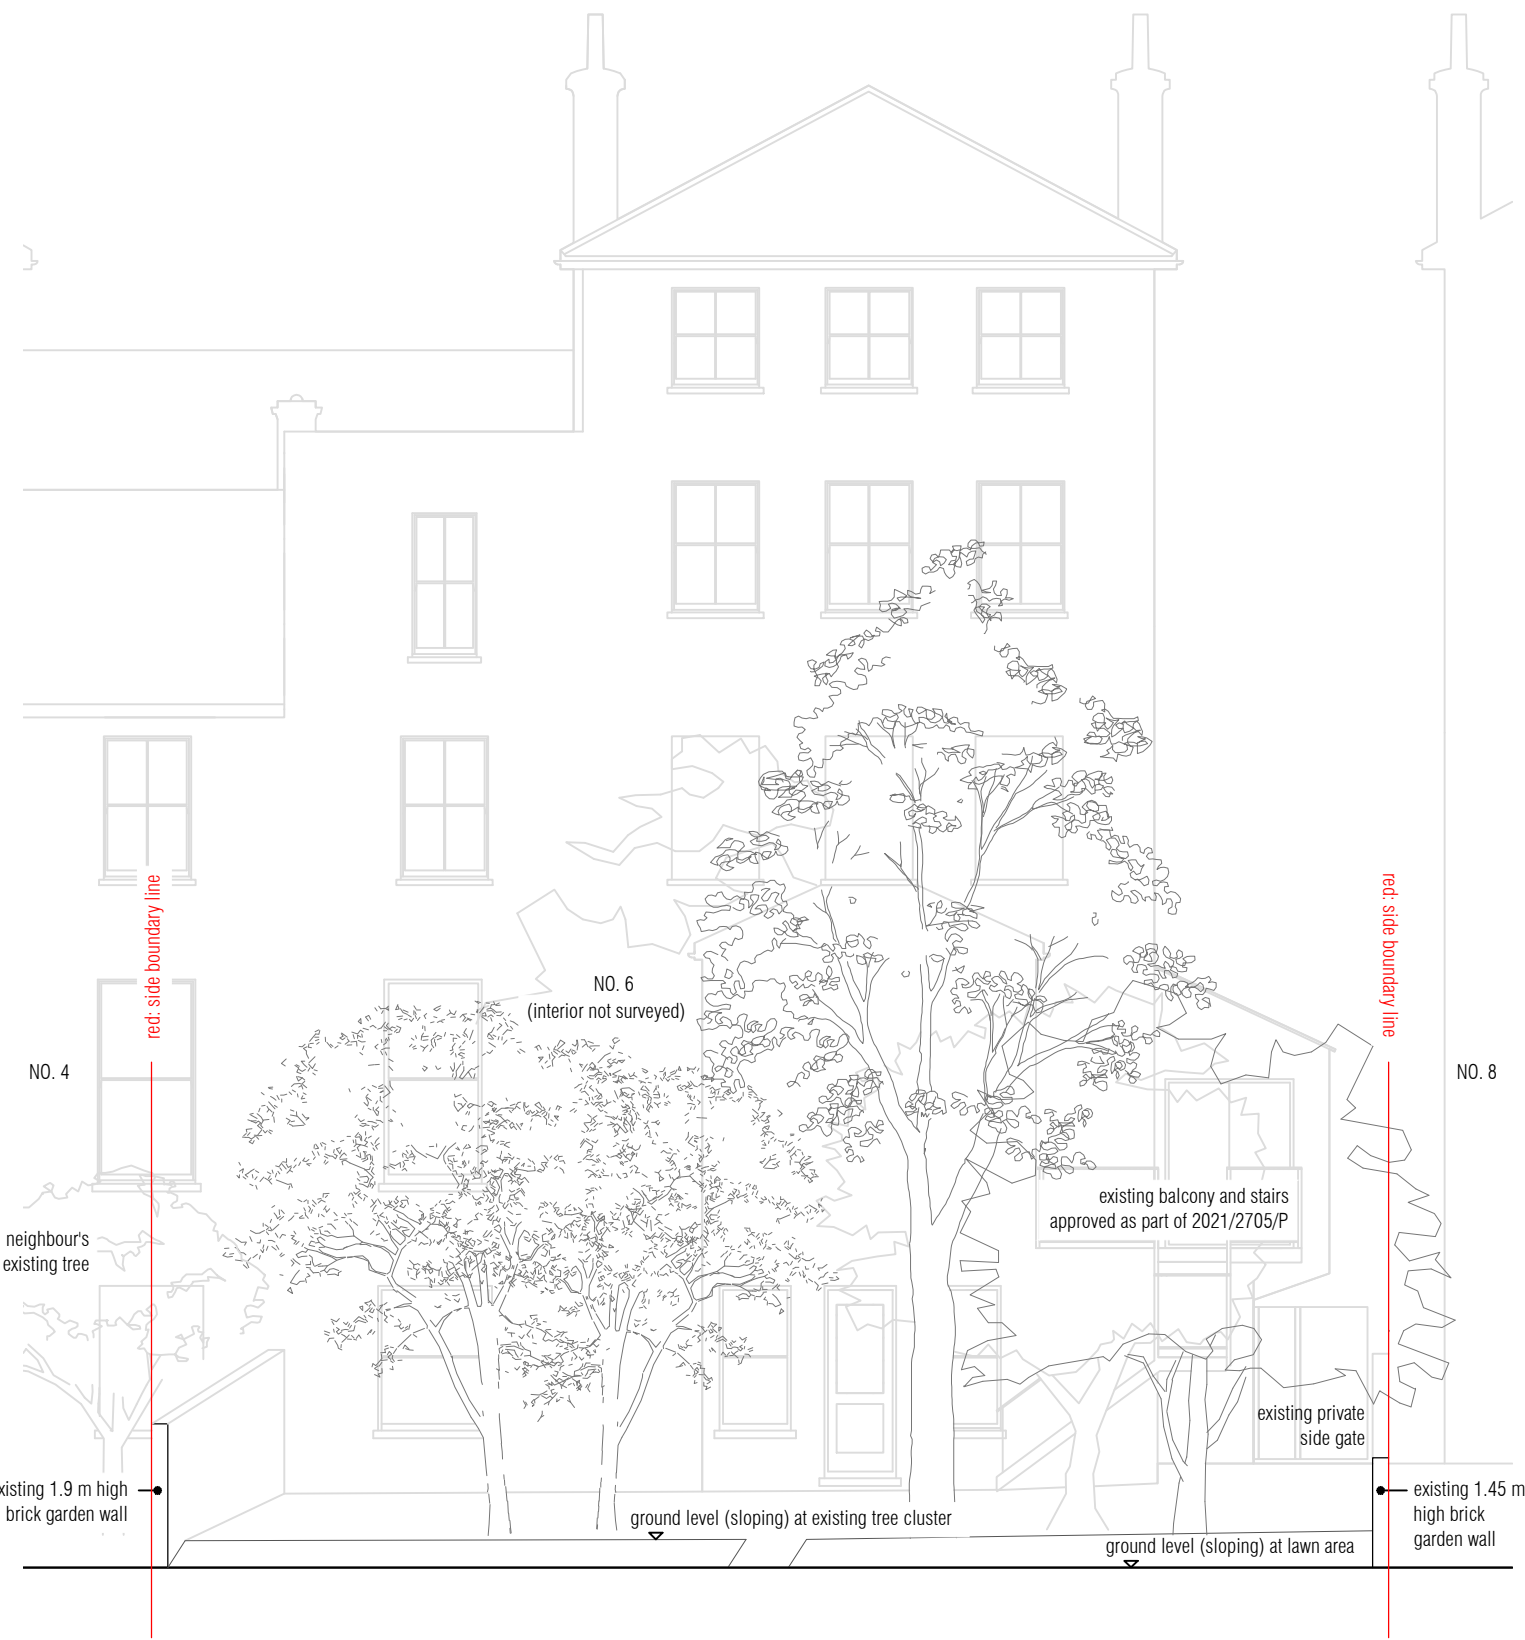 red: side boundary line
red: side boundary line
NO. 6
(interior not surveyed)
NO. 4
NO. 8
existing balcony and stairs
approved as part of 2021/2705/P
neighbour's
existing tree
existing private
side gate
xisting 1.9 m high
brick garden wall
existing 1.45 m
high brick
garden wall
ground level (sloping) at existing tree cluster
ground level (sloping) at lawn area